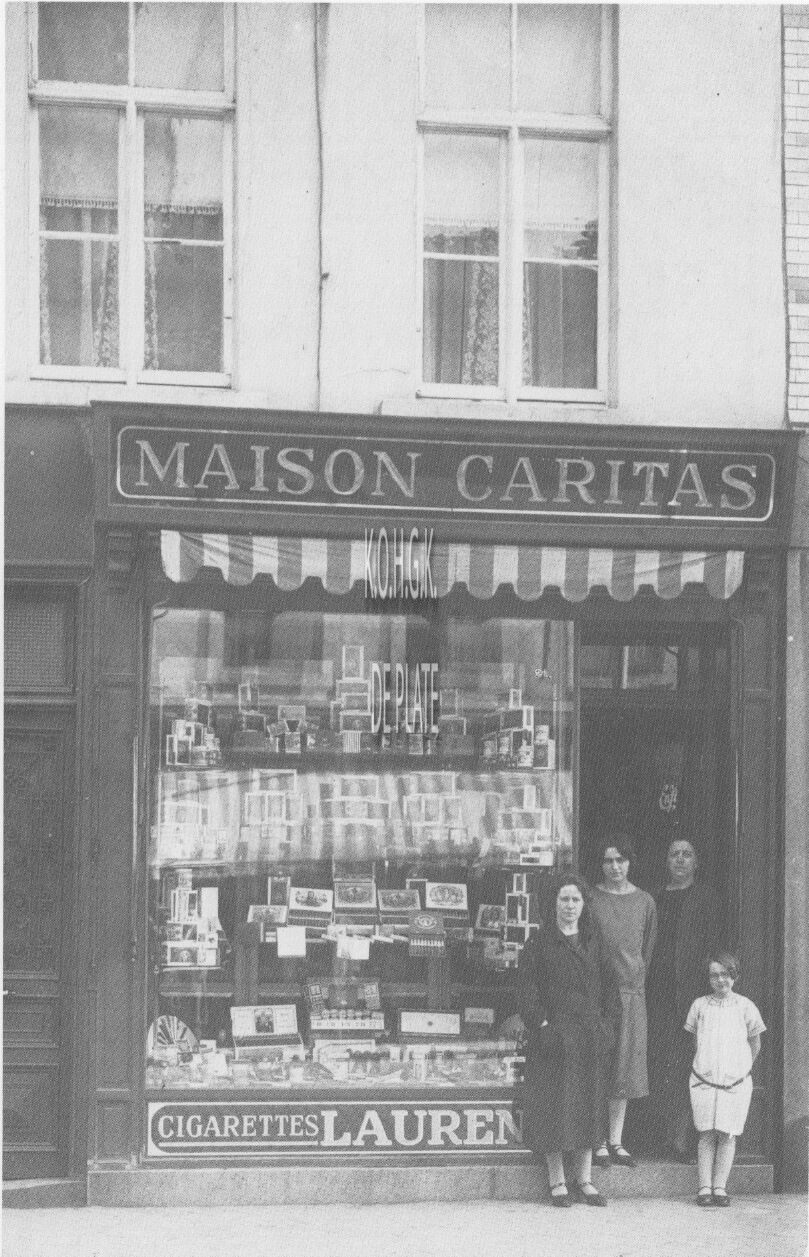 MAISON CARITAS
K.O.H.G.K.
DE PLATE
CIGARETTES LAUREN